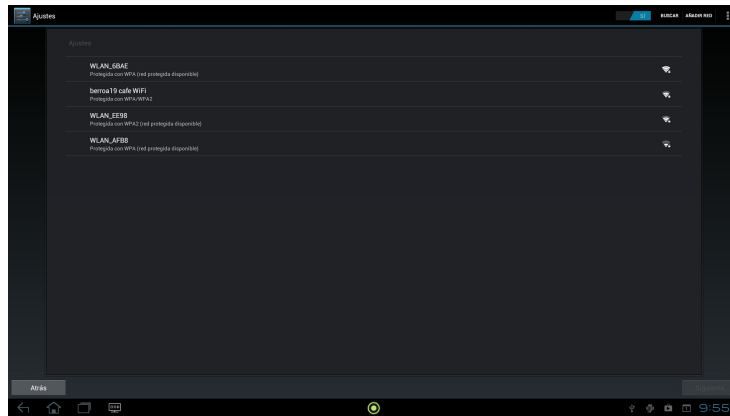 Ajustes
SÍ
BUSCAR
AÑADIR RED
Ajustes
WLAN_6BAE
Protegida con WPA (red protegida disponible)
berroa19 cafe WiFi
Protegida con WPA/WPA2
WLAN_EE98
Protegida con WPA2 (red protegida disponible)
WLAN_AFB8
Protegida con WPA (red protegida disponible)
Atrás
Siguiente
9:55